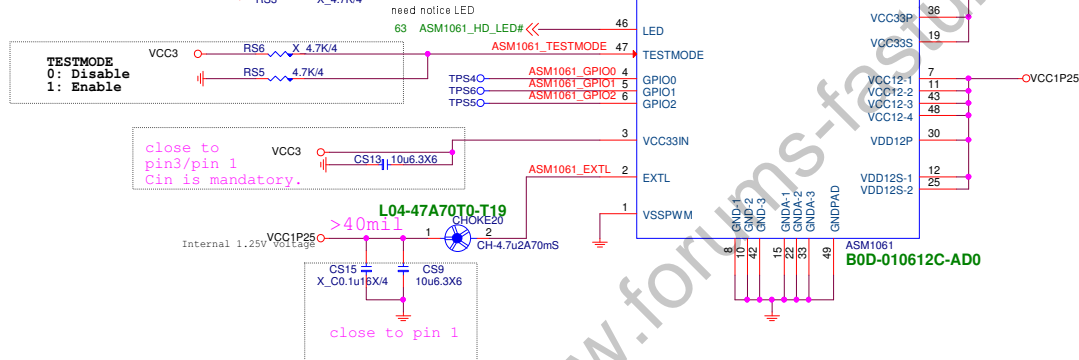 RS3 X_4.7K/4
need notice LED
63 ASM1061_HD_LED# 46 LED
VCC3 RS6 X_4.7K/4 ASM1061_TESTMODE 47 TESTMODE
RS5 4.7K/4
TESTMODE
0: Disable
1: Enable
TPS4 ASM1061_GPIO0 4 GPIO0
TPS6 ASM1061_GPIO1 5 GPIO1
TPS5 ASM1061_GPIO2 6 GPIO2
3 VCC33IN
close to
pin3/pin 1
Cin is mandatory.
VCC3
CS13 10u6.3X6
ASM1061_EXTL 2 EXTL
1 VSSPWM
L04-47A70T0-T19
>40mil CHOKE20
VCC1P25 1 2 CH-4.7u2A70mS
Internal 1.25V voltage
CS15 CS9
X_C0.1u16X/4 10u6.3X6
close to pin 1
VCC33P 36
VCC33S 19
VCC12-1 7 VCC1P25
VCC12-2 11
VCC12-3 43
VCC12-4 48
VDD12P 30
VDD12S-1 12
VDD12S-2 25
GND-1 GND-2 GND-3 GNDA-1 GNDA-2 GNDA-3 GNDPAD
8 10 42 15 22 33 49
ASM1061
B0D-010612C-AD0
w.forums-fastu